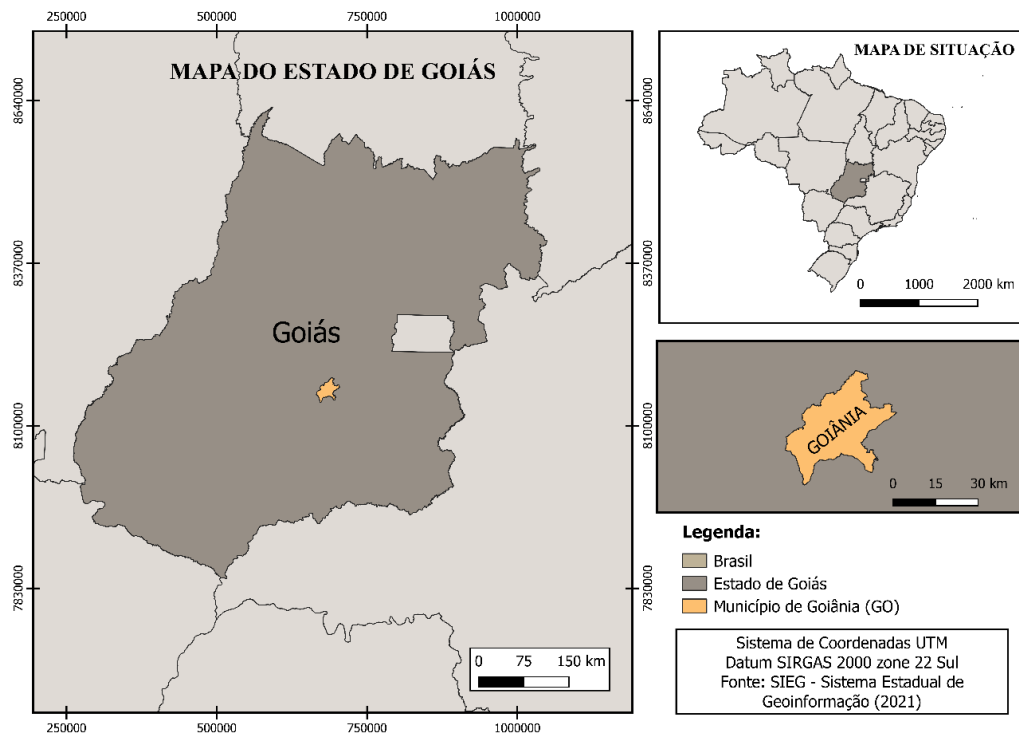 250000 500000 750000 1000000
MAPA DO ESTADO DE GOIÁS
8640000 8640000
8370000 8370000
Goiás
8100000 8100000
7830000 7830000
0 75 150 km
250000 500000 750000 1000000
MAPA DE SITUAÇÃO
0 1000 2000 km
GOIÂNIA
0 15 30 km
Legenda:
Brasil
Estado de Goiás
Município de Goiânia (GO)
Sistema de Coordenadas UTM
Datum SIRGAS 2000 zone 22 Sul
Fonte: SIEG - Sistema Estadual de
Geoinformação (2021)